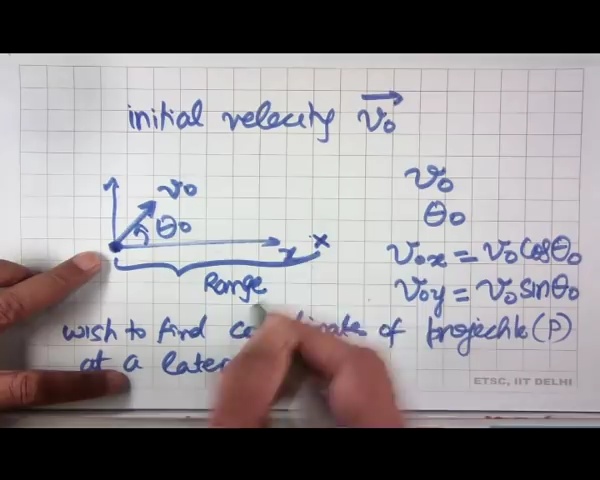 initial velocity v₀
v₀
v₀
θ₀
θ₀
v₀x = v₀cosθ₀
x
x
Range
v₀y = v₀sinθ₀
wish to find of projectile (P)
at a later
ETSC, IIT DELHI